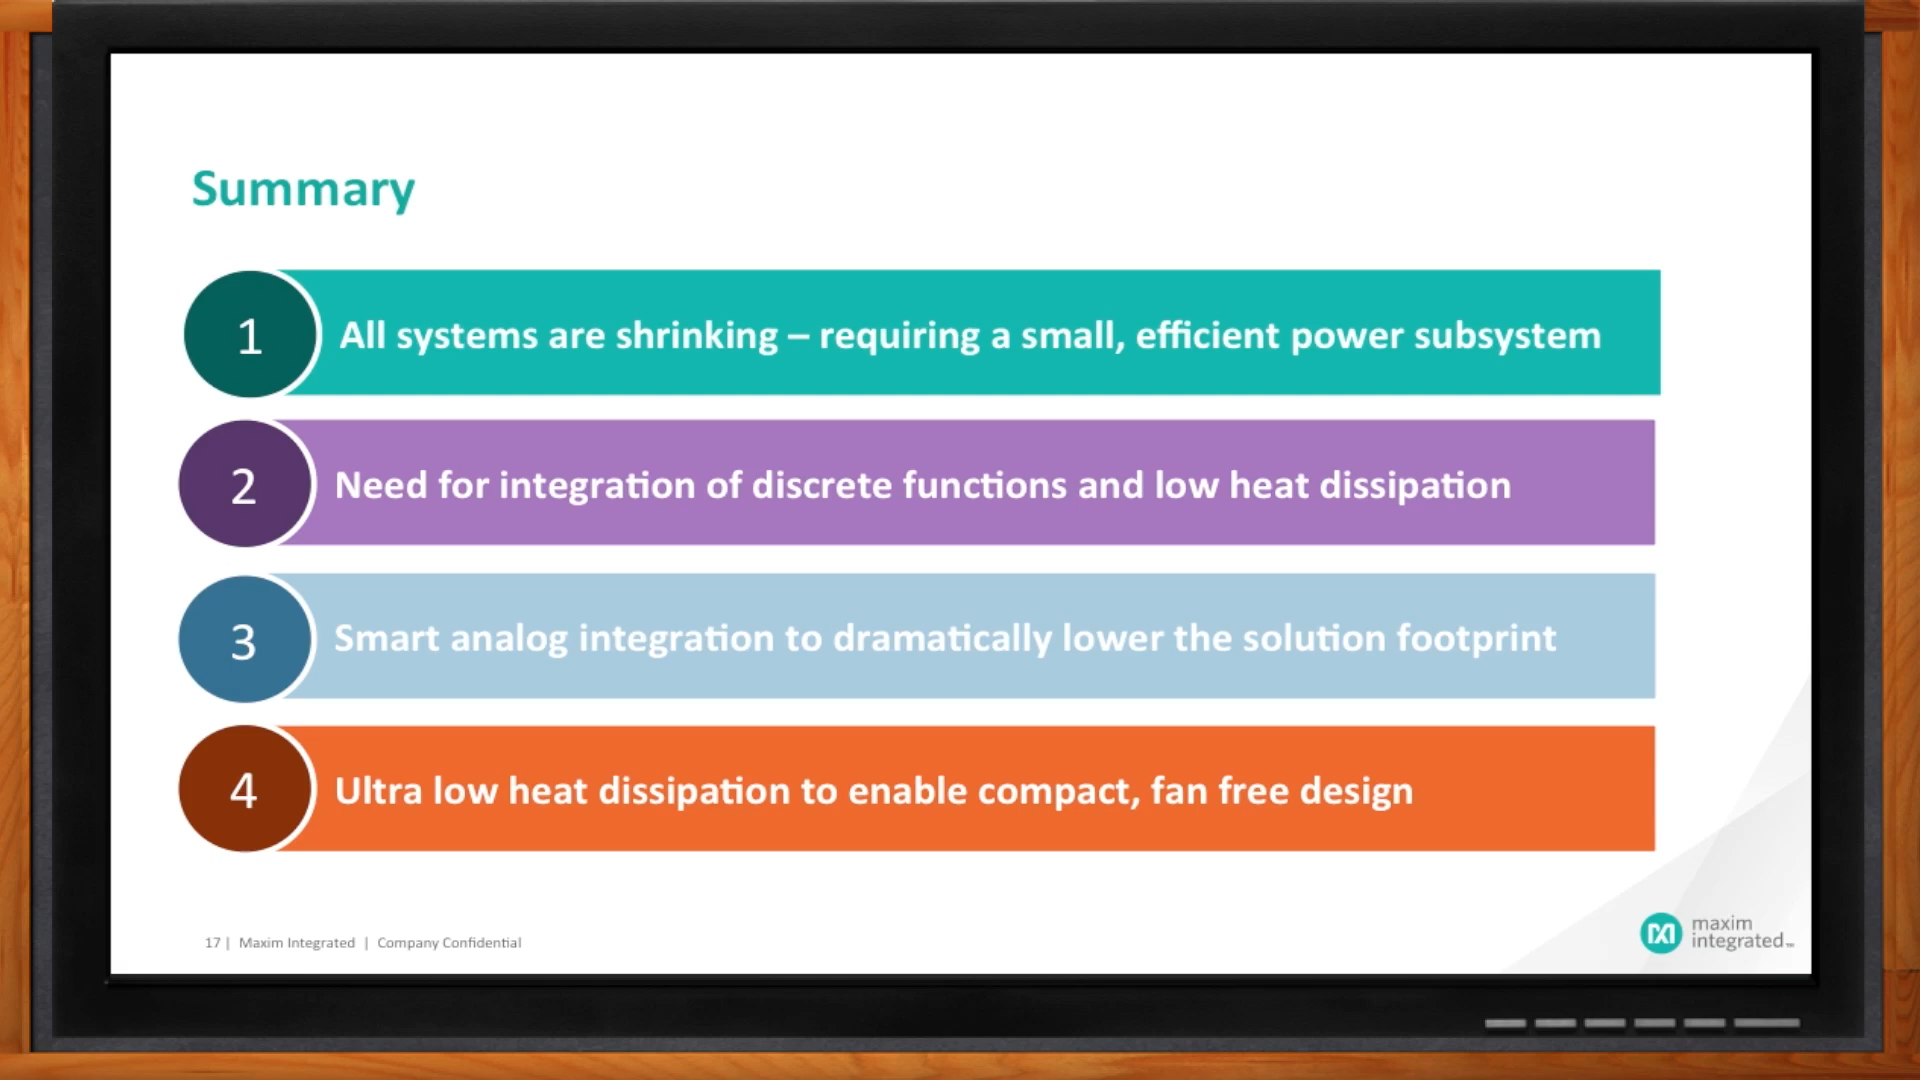 Summary
1
All systems are shrinking – requiring a small, efficient power subsystem
2
Need for integration of discrete functions and low heat dissipation
3
Smart analog integration to dramatically lower the solution footprint
4
Ultra low heat dissipation to enable compact, fan free design
17 | Maxim Integrated | Company Confidential
maxim
integrated™